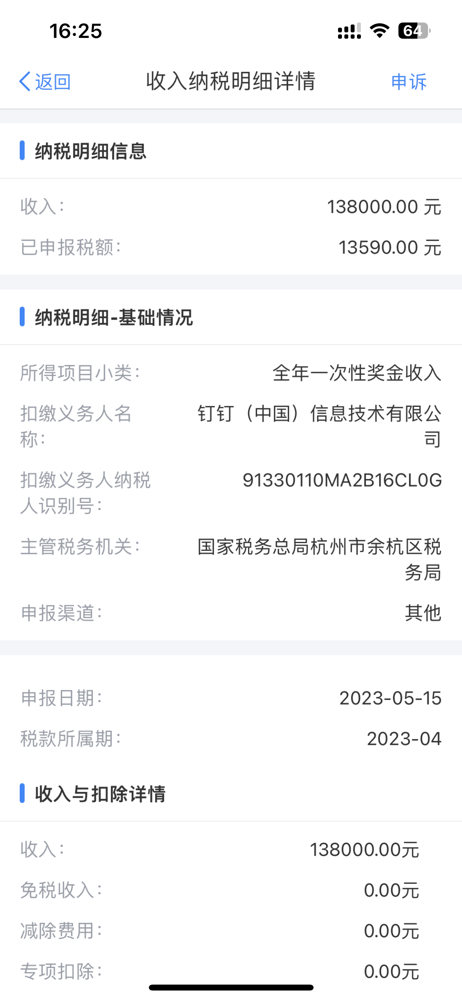 16:25
64
返回
收入纳税明细详情
申诉
纳税明细信息
收入：
138000.00 元
已申报税额：
13590.00 元
纳税明细-基础情况
所得项目小类：
全年一次性奖金收入
扣缴义务人名
称：
钉钉（中国）信息技术有限公
司
扣缴义务人纳税
人识别号：
91330110MA2B16CL0G
主管税务机关：
国家税务总局杭州市余杭区税
务局
申报渠道：
其他
申报日期：
2023-05-15
税款所属期：
2023-04
收入与扣除详情
收入：
138000.00元
免税收入：
0.00元
减除费用：
0.00元
专项扣除：
0.00元